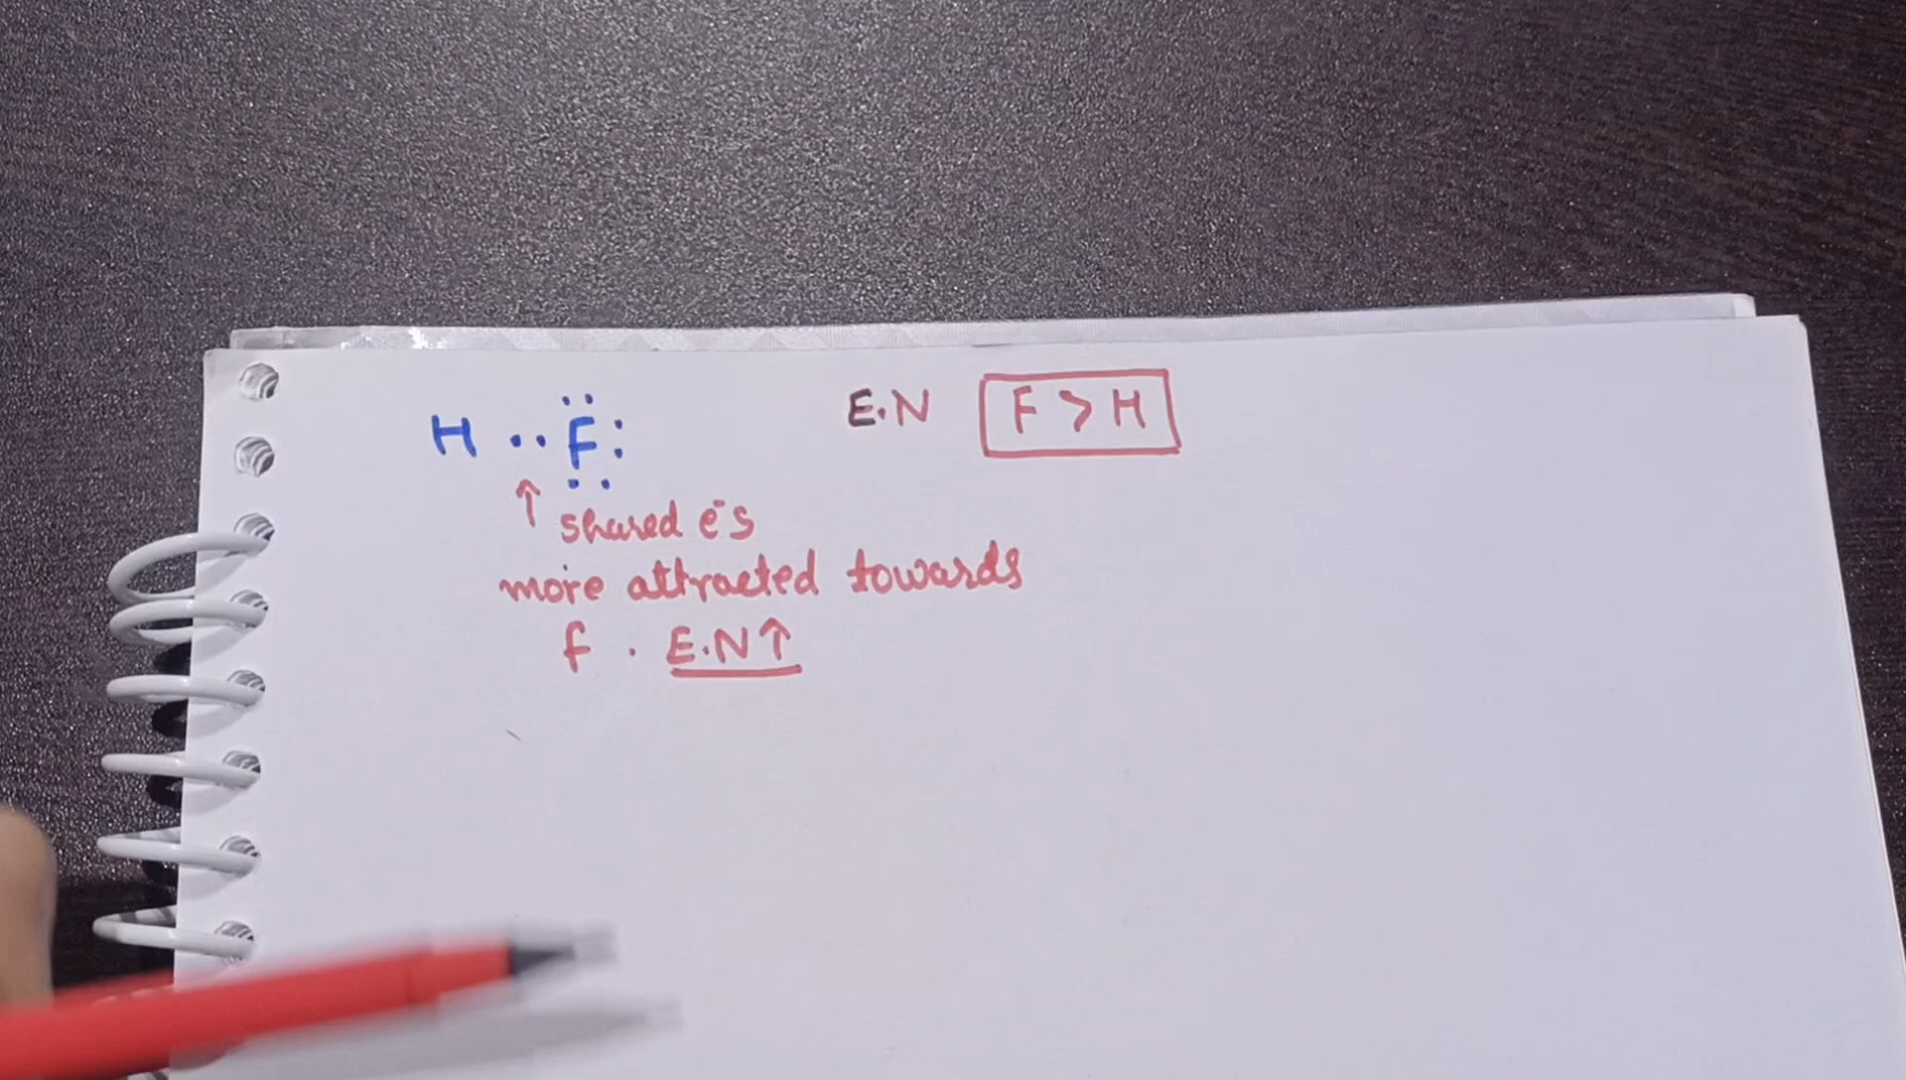 H ·· F̈ :
··
E.N F > H
↑ shared e⁻s
more attracted towards
f . E.N↑